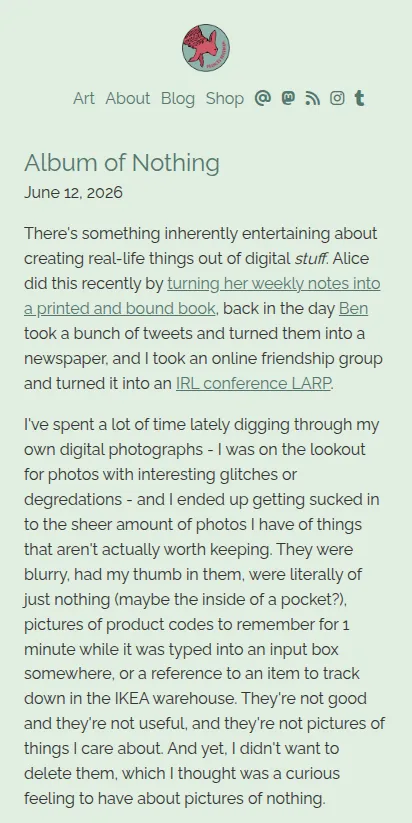 Art About Blog Shop
Album of Nothing
June 12, 2026
There's something inherently entertaining about
creating real-life things out of digital stuff. Alice
did this recently by turning her weekly notes into
a printed and bound book, back in the day Ben
took a bunch of tweets and turned them into a
newspaper, and I took an online friendship group
and turned it into an IRL conference LARP.
I've spent a lot of time lately digging through my
own digital photographs - I was on the lookout
for photos with interesting glitches or
degredations - and I ended up getting sucked in
to the sheer amount of photos I have of things
that aren't actually worth keeping. They were
blurry, had my thumb in them, were literally of
just nothing (maybe the inside of a pocket?),
pictures of product codes to remember for 1
minute while it was typed into an input box
somewhere, or a reference to an item to track
down in the IKEA warehouse. They're not good
and they're not useful, and they're not pictures of
things I care about. And yet, I didn't want to
delete them, which I thought was a curious
feeling to have about pictures of nothing.